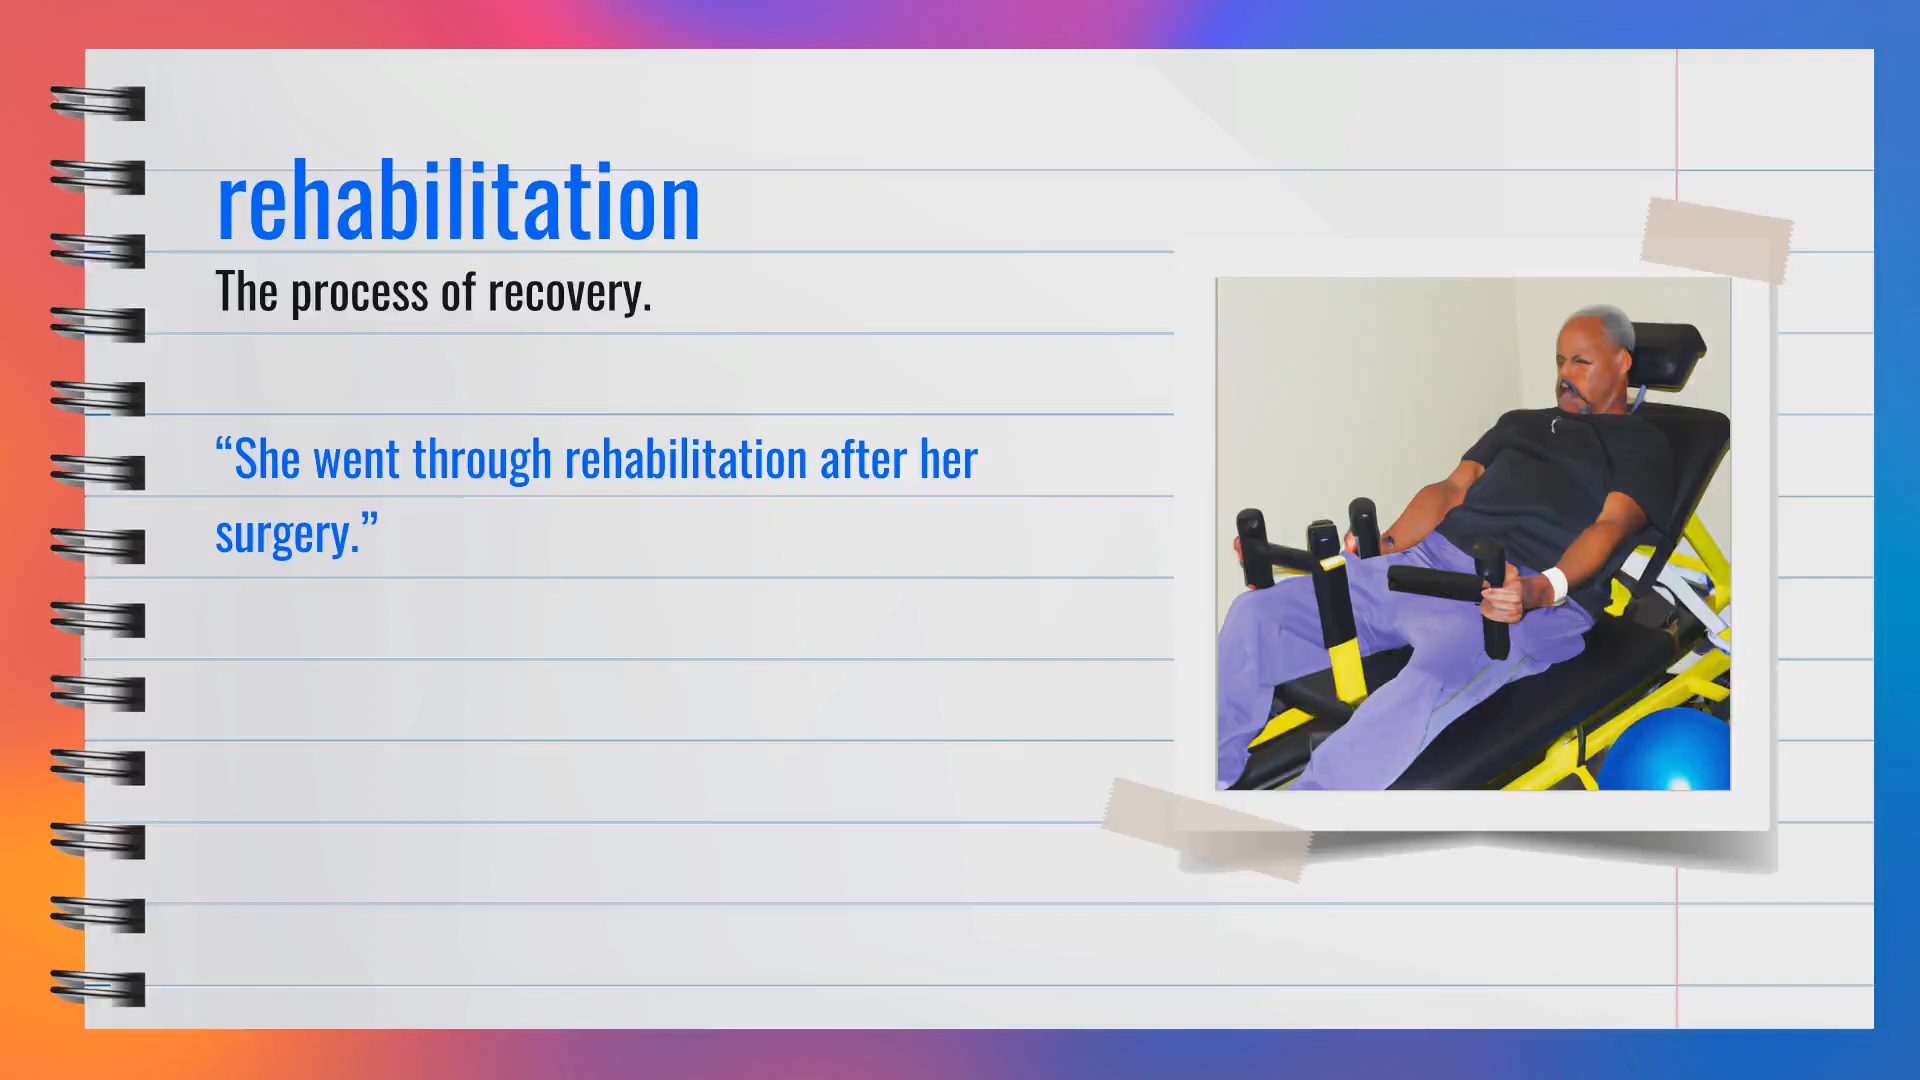 rehabilitation
The process of recovery.
“She went through rehabilitation after her
surgery.”